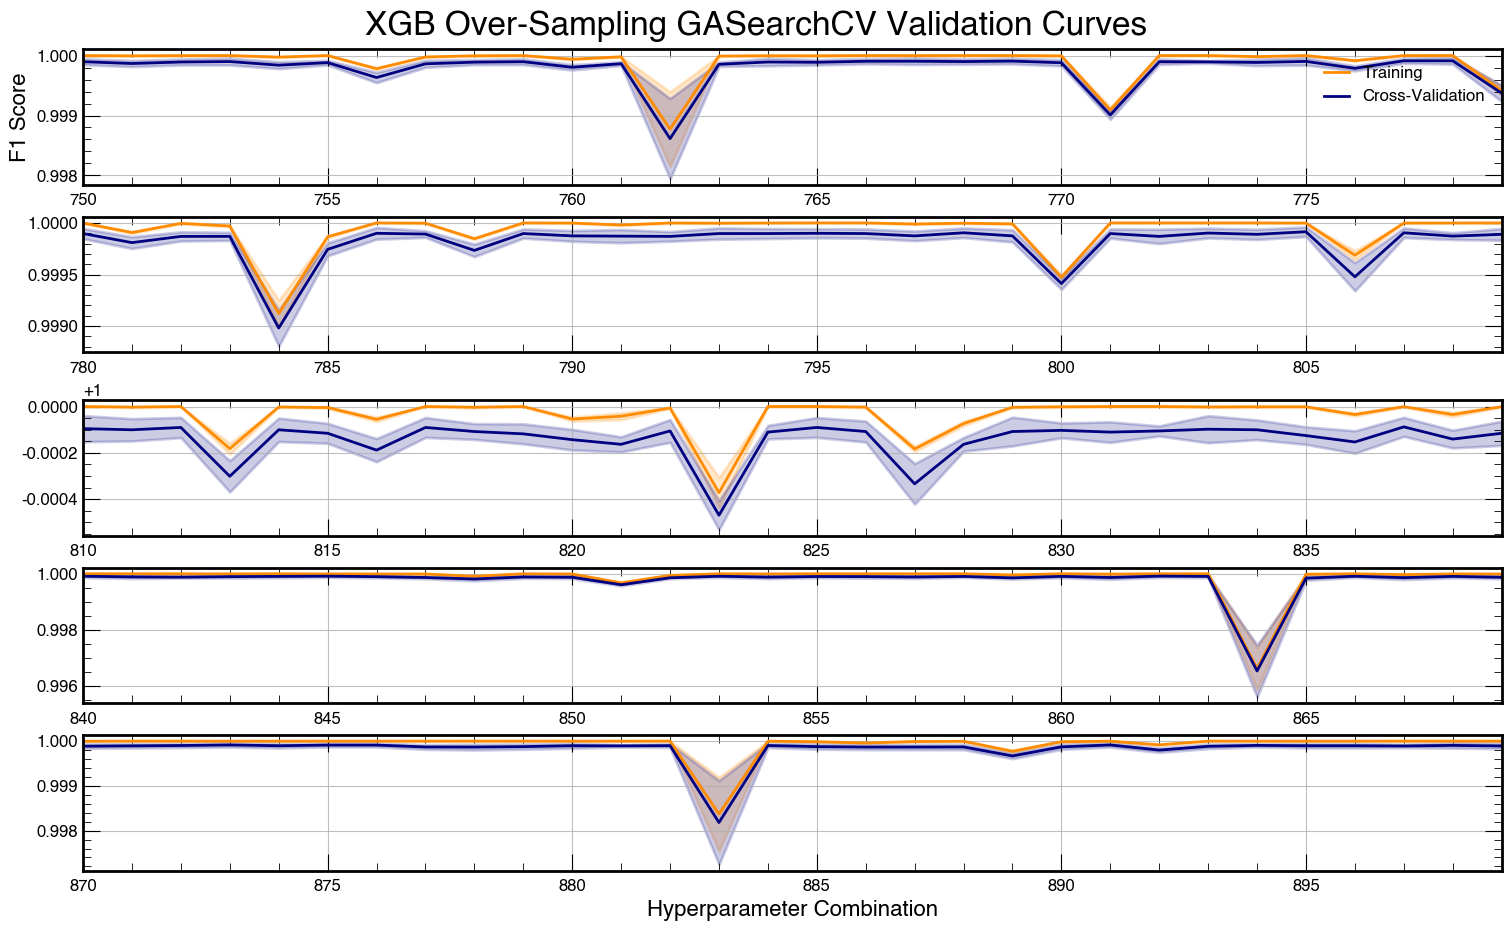 XGB Over-Sampling GASearchCV Validation Curves
F1 Score
1.000
0.999
0.998
Training
Cross-Validation
750 755 760 765 770 775
1.0000
0.9995
0.9990
780 785 790 795 800 805
+1
0.0000
-0.0002
-0.0004
810 815 820 825 830 835
1.000
0.998
0.996
840 845 850 855 860 865
1.000
0.999
0.998
870 875 880 885 890 895
Hyperparameter Combination